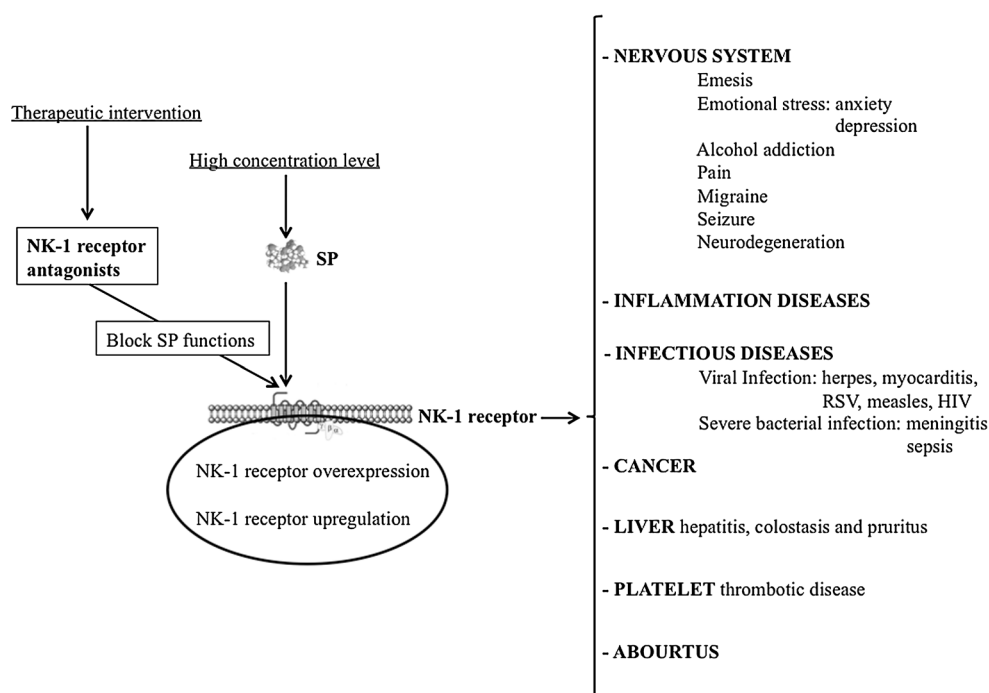 Therapeutic intervention
High concentration level
NK-1 receptor
antagonists
SP
Block SP functions
NK-1 receptor
NK-1 receptor overexpression
NK-1 receptor upregulation
- NERVOUS SYSTEM
Emesis
Emotional stress: anxiety
depression
Alcohol addiction
Pain
Migraine
Seizure
Neurodegeneration
- INFLAMMATION DISEASES
- INFECTIOUS DISEASES
Viral Infection: herpes, myocarditis,
RSV, measles, HIV
Severe bacterial infection: meningitis
sepsis
- CANCER
- LIVER hepatitis, colostasis and pruritus
- PLATELET thrombotic disease
- ABOURTUS